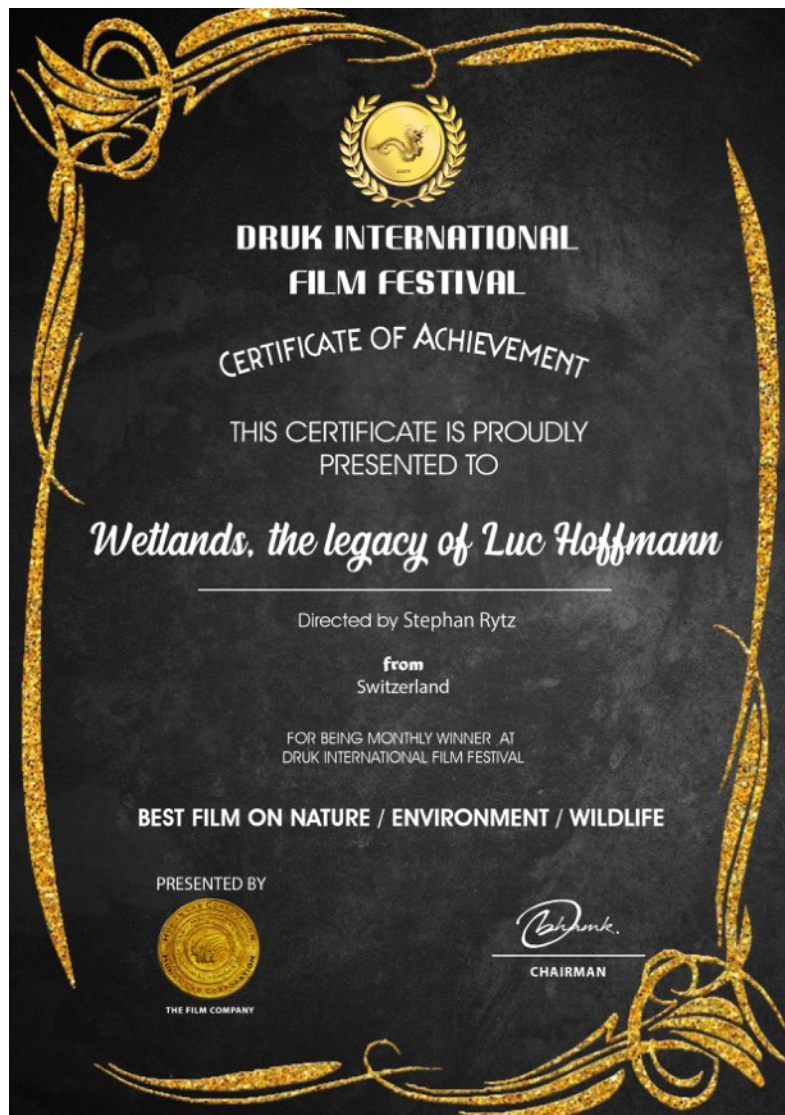 DRUK INTERNATIONAL
FILM FESTIVAL
CERTIFICATE OF ACHIEVEMENT
THIS CERTIFICATE IS PROUDLY
PRESENTED TO
Wetlands, the legacy of Luc Hoffmann
Directed by Stephan Rytz
from
Switzerland
FOR BEING MONTHLY WINNER AT
DRUK INTERNATIONAL FILM FESTIVAL
BEST FILM ON NATURE / ENVIRONMENT / WILDLIFE
PRESENTED BY
THE FILM COMPANY
CHAIRMAN